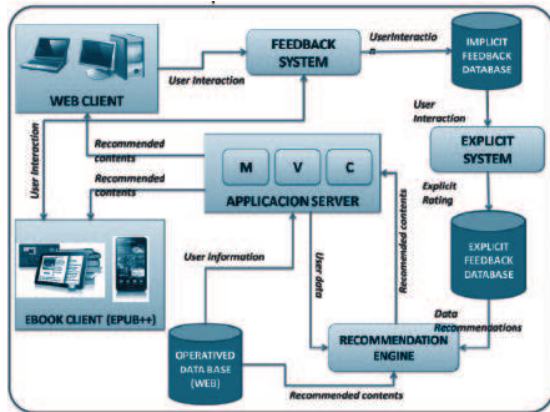 FEEDBACK
SYSTEM
UserInteractio
n
IMPLICIT
FEEDBACK
DATABASE
User Interaction
WEB CLIENT
User
Interaction
User Interaction
Recommended
contents
EXPLICIT
SYSTEM
M V C
Recommended
contents
APPLICACION SERVER
Explicit
Rating
User information
User data
Recomended contents
EXPLICIT
FEEDBACK
DATABASE
EBOOK CLIENT (EPUB++)
Data
Recommendations
OPERATIVED
DATA BASE
(WEB)
RECOMMENDATION
ENGINE
Recommended contents